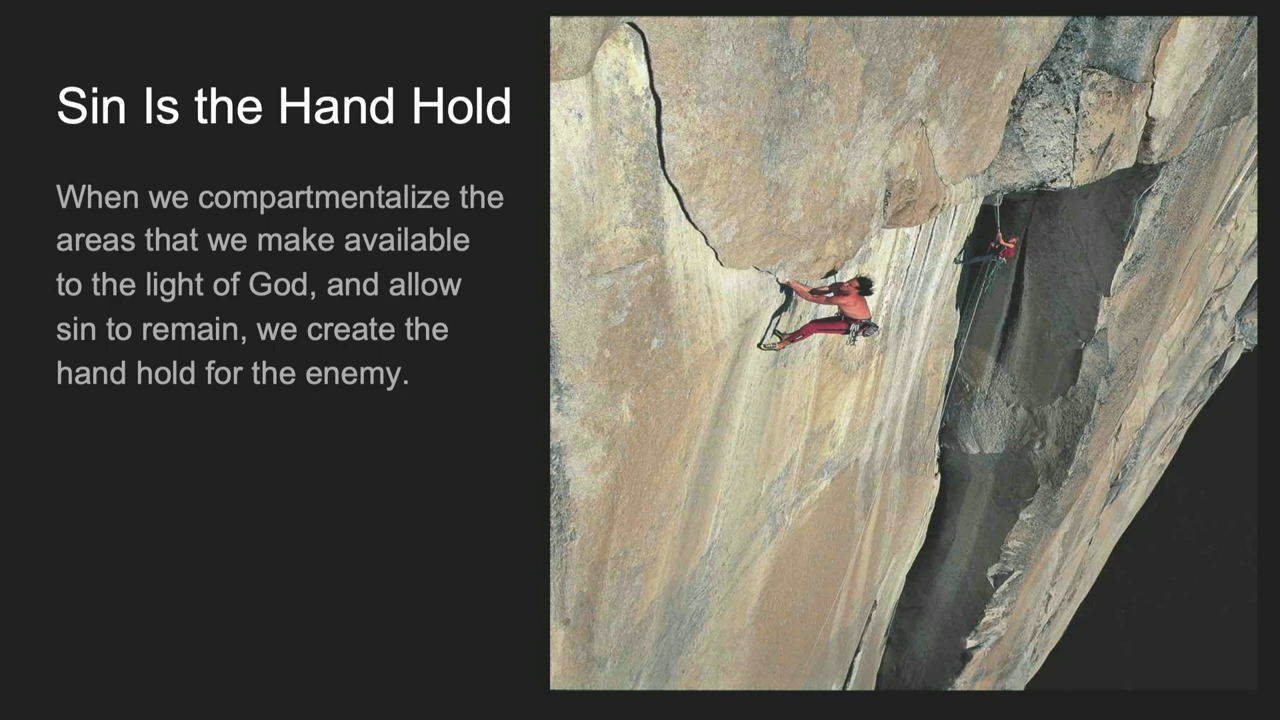 Sin Is the Hand Hold
When we compartmentalize the
areas that we make available
to the light of God, and allow
sin to remain, we create the
hand hold for the enemy.